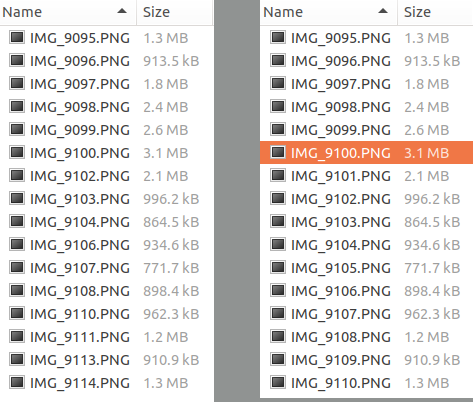 Name Size
IMG_9095.PNG 1.3 MB
IMG_9096.PNG 913.5 kB
IMG_9097.PNG 1.8 MB
IMG_9098.PNG 2.4 MB
IMG_9099.PNG 2.6 MB
IMG_9100.PNG 3.1 MB
IMG_9102.PNG 2.1 MB
IMG_9103.PNG 996.2 kB
IMG_9104.PNG 864.5 kB
IMG_9106.PNG 934.6 kB
IMG_9107.PNG 771.7 kB
IMG_9108.PNG 898.4 kB
IMG_9110.PNG 962.3 kB
IMG_9111.PNG 1.2 MB
IMG_9113.PNG 910.9 kB
IMG_9114.PNG 1.3 MB
Name Size
IMG_9095.PNG 1.3 MB
IMG_9096.PNG 913.5 kB
IMG_9097.PNG 1.8 MB
IMG_9098.PNG 2.4 MB
IMG_9099.PNG 2.6 MB
IMG_9100.PNG 3.1 MB
IMG_9101.PNG 2.1 MB
IMG_9102.PNG 996.2 kB
IMG_9103.PNG 864.5 kB
IMG_9104.PNG 934.6 kB
IMG_9105.PNG 771.7 kB
IMG_9106.PNG 898.4 kB
IMG_9107.PNG 962.3 kB
IMG_9108.PNG 1.2 MB
IMG_9109.PNG 910.9 kB
IMG_9110.PNG 1.3 MB